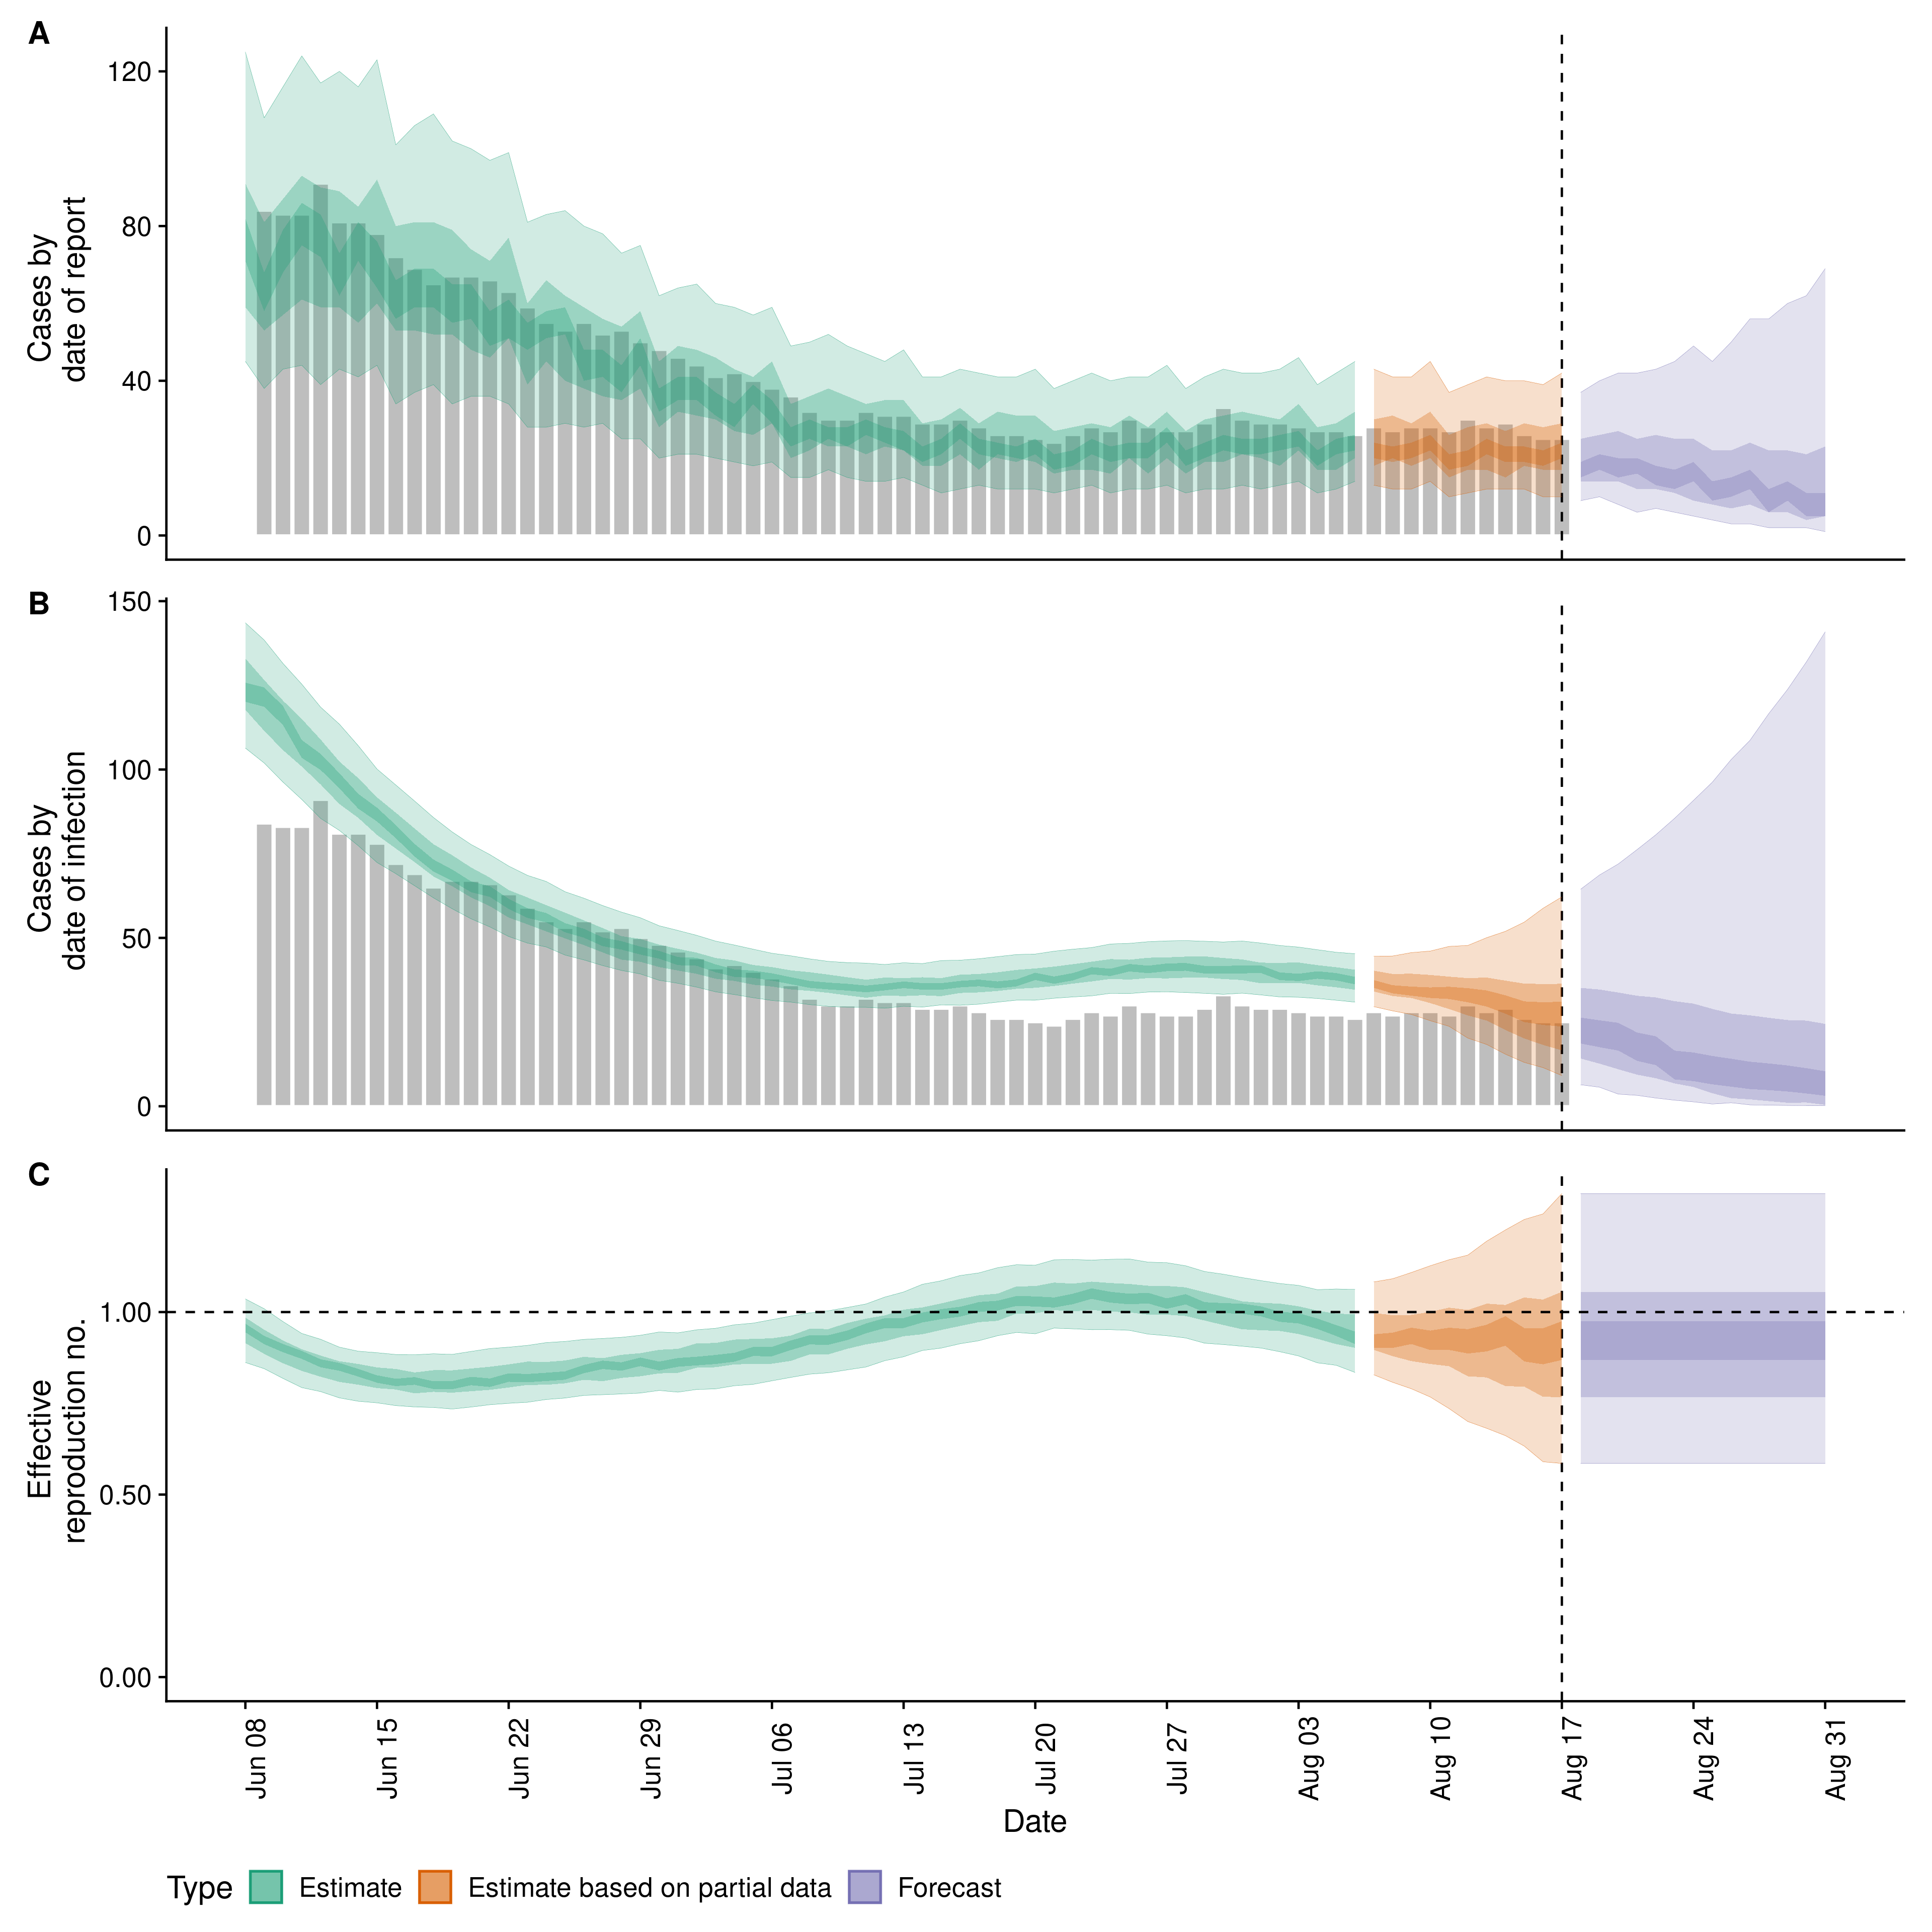 A
Cases by
date of report
120
80
40
0
B
Cases by
date of infection
150
100
50
0
C
Effective
reproduction no.
1.00
0.50
0.00
Jun 08
Jun 15
Jun 22
Jun 29
Jul 06
Jul 13
Jul 20
Jul 27
Aug 03
Aug 10
Aug 17
Aug 24
Aug 31
Date
Type Estimate Estimate based on partial data Forecast